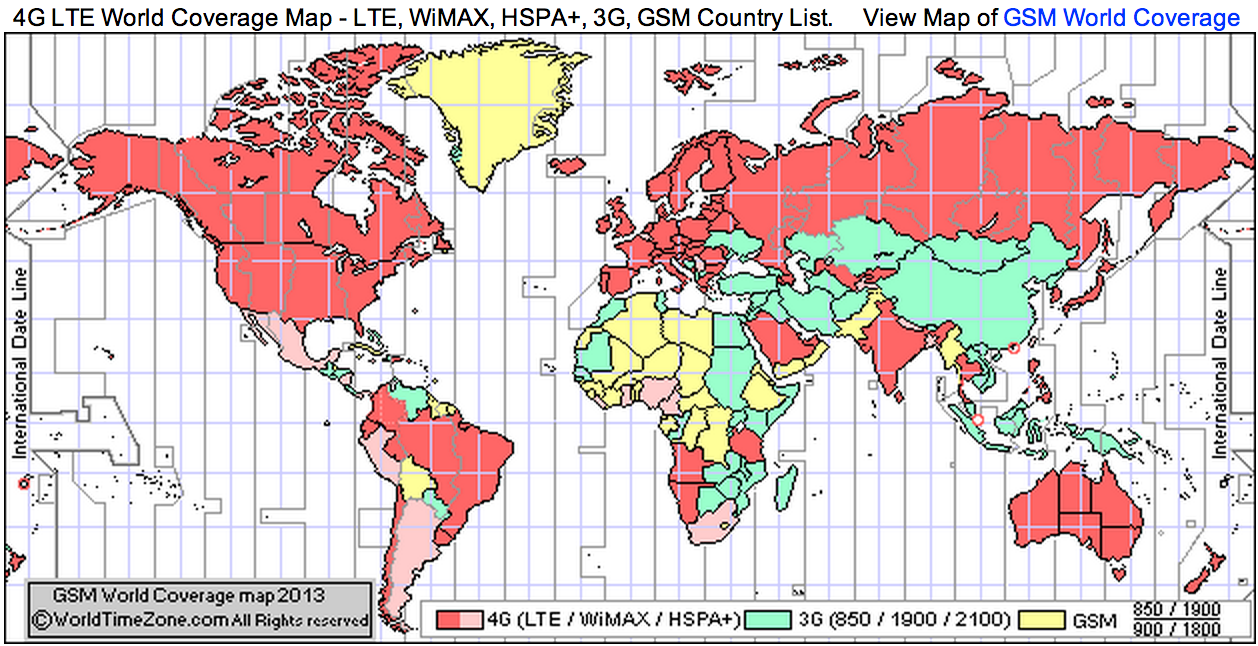 4G LTE World Coverage Map - LTE, WiMAX, HSPA+, 3G, GSM Country List. View Map of GSM World Coverage
International Date Line
International Date Line
GSM World Coverage map 2013
©WorldTimeZone.com All Rights reserved
4G (LTE / WiMAX / HSPA+) 3G (850 / 1900 / 2100) GSM 850 / 1900
900 / 1800